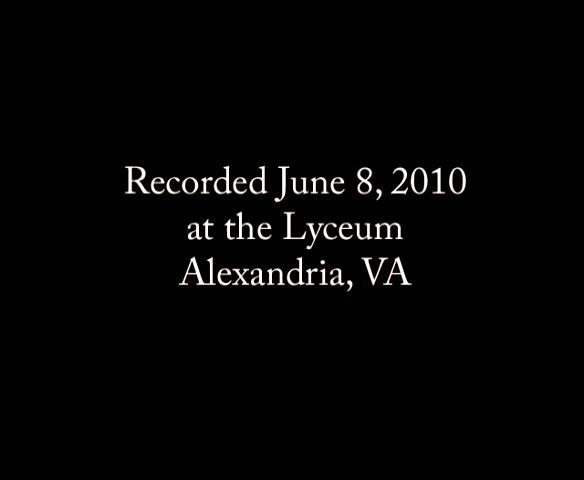 Recorded June 8, 2010
at the Lyceum
Alexandria, VA